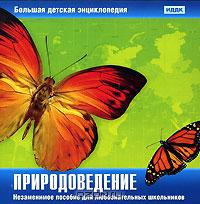 Большая детская энциклопедия
ИДДК
ПРИРОДОВЕДЕНИЕ
Незаменимое пособие для любознательных школьников